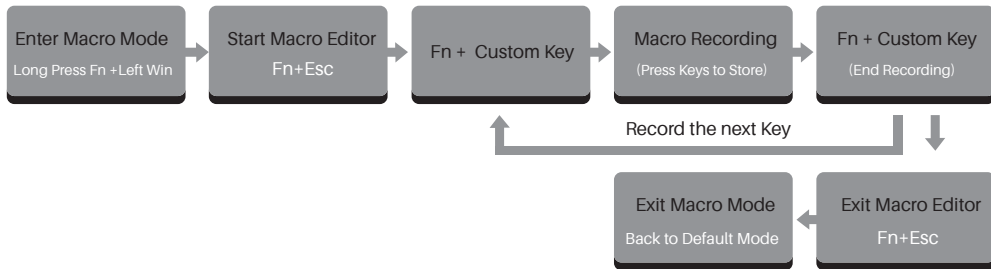 Enter Macro Mode
Long Press Fn +Left Win
Start Macro Editor
Fn+Esc
Fn + Custom Key
Macro Recording
(Press Keys to Store)
Fn + Custom Key
(End Recording)
Record the next Key
Exit Macro Mode
Back to Default Mode
Exit Macro Editor
Fn+Esc